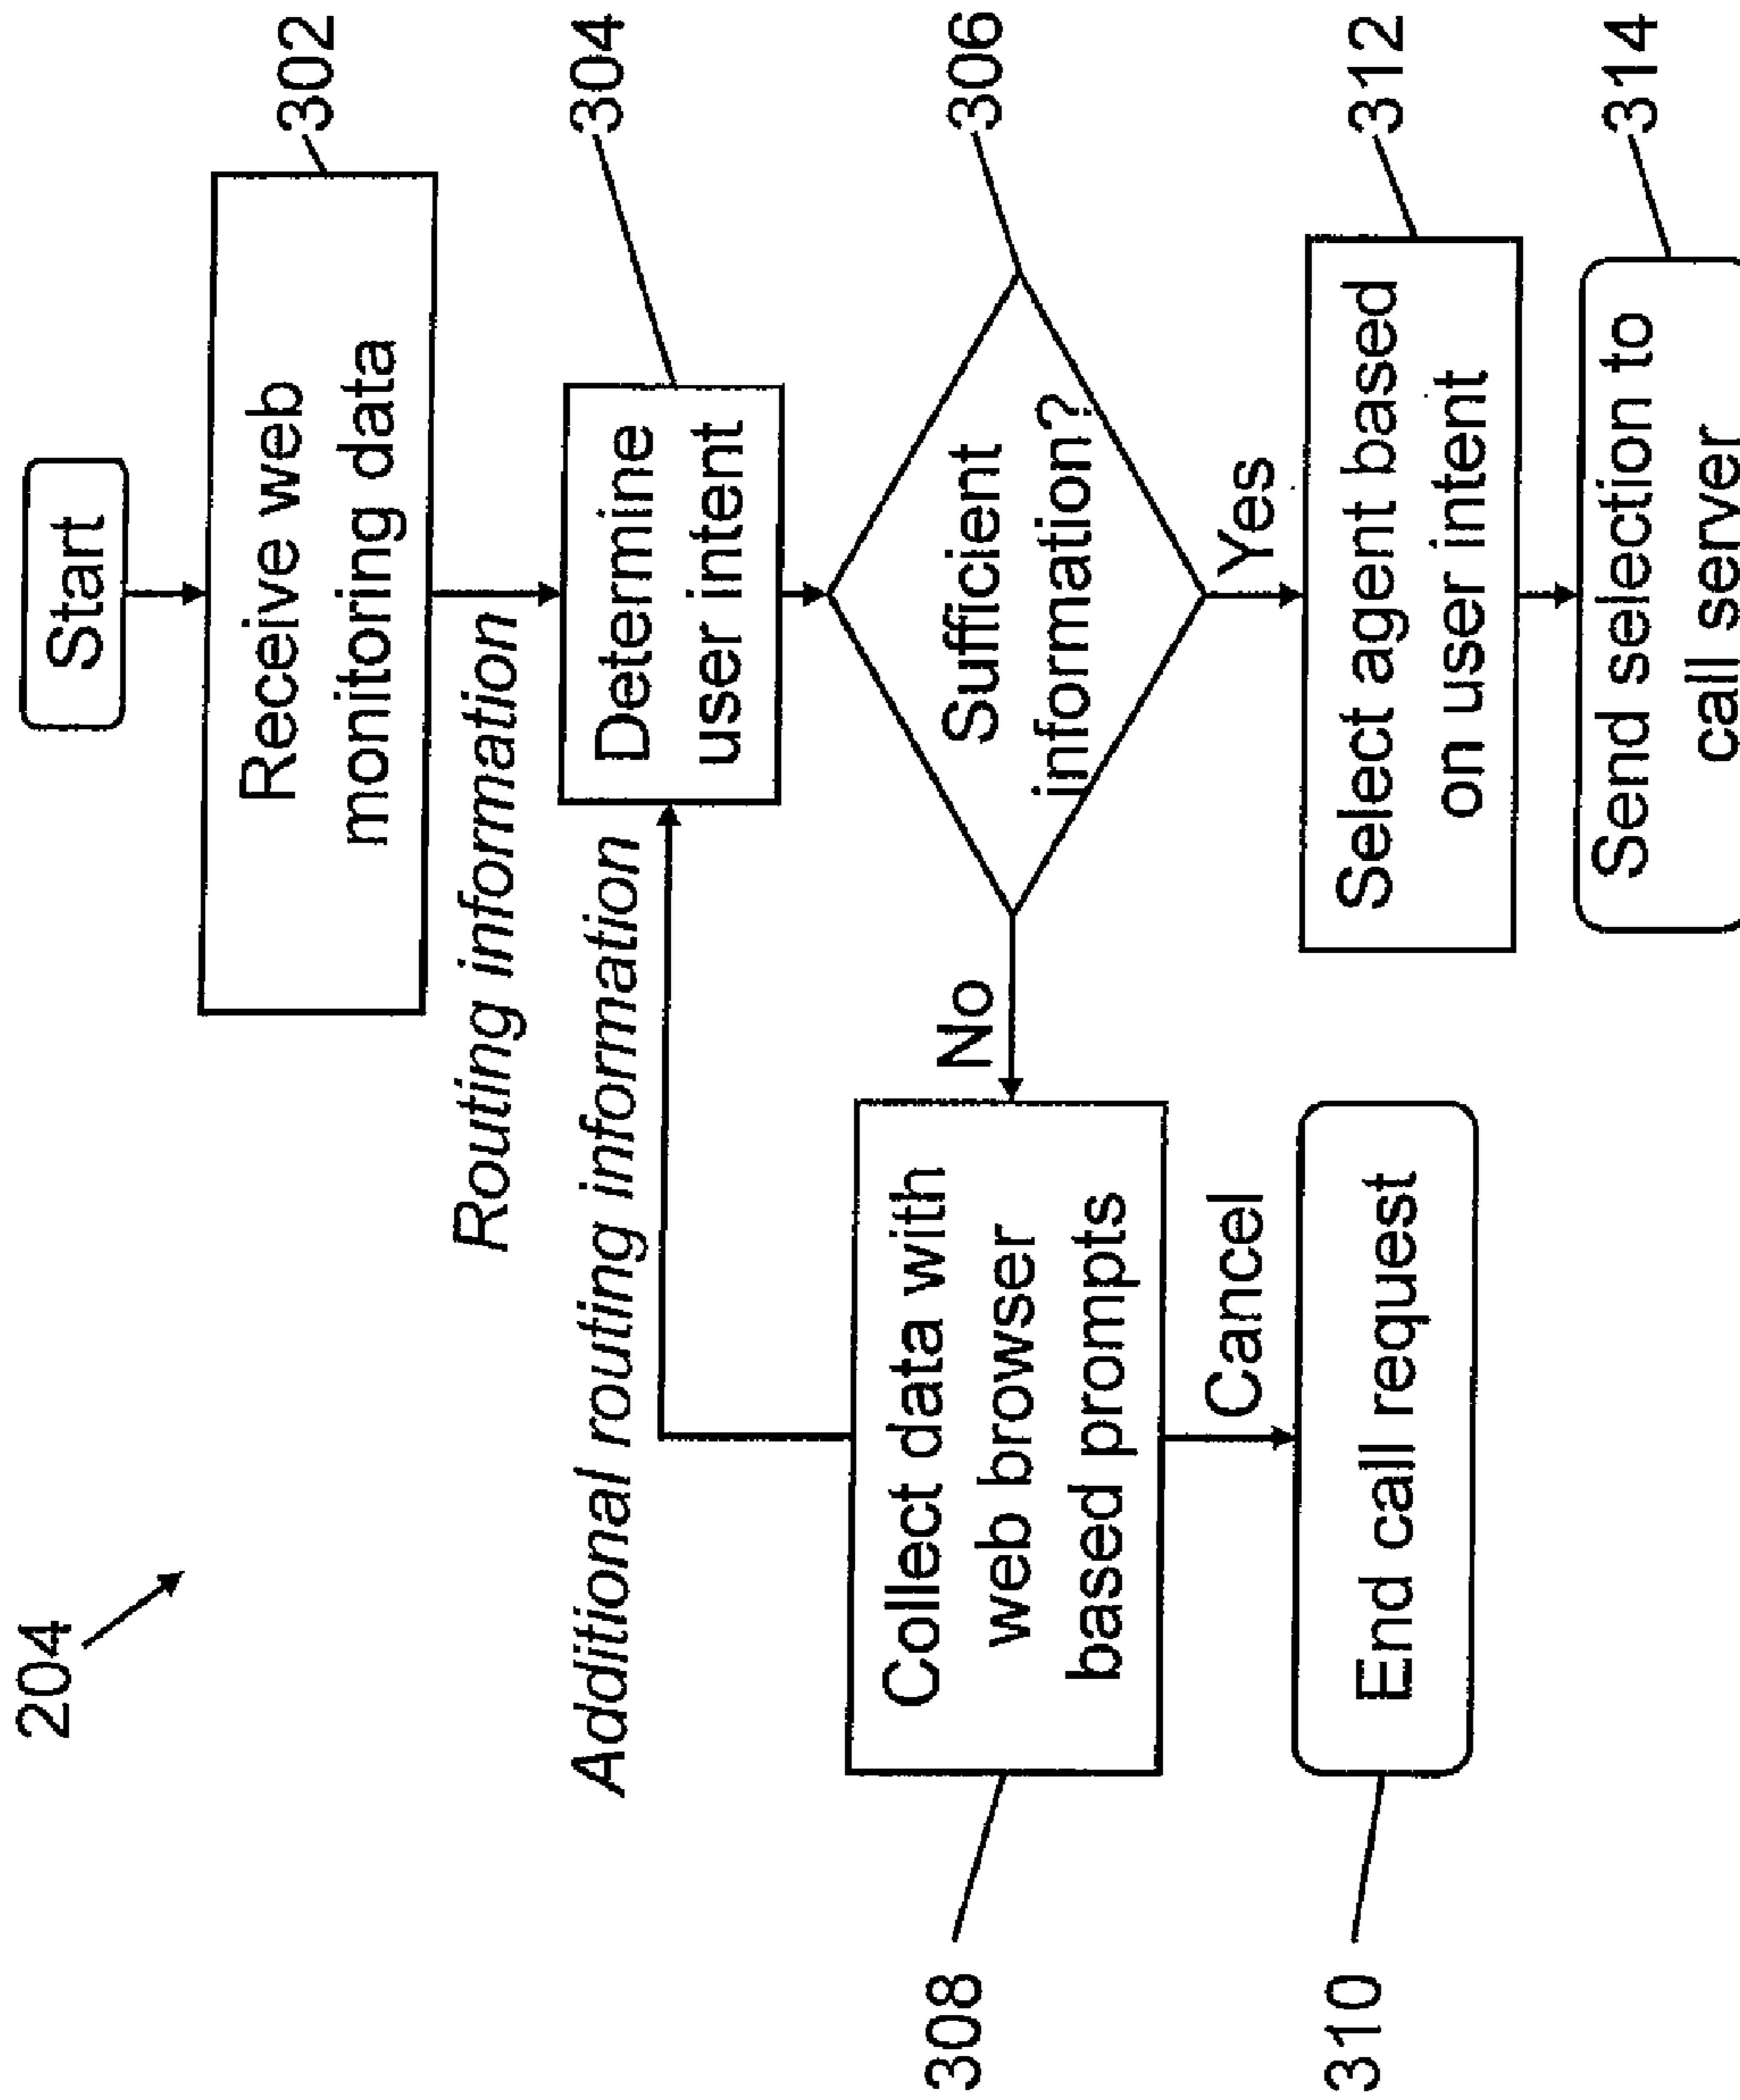 204
Start
Receive web
monitoring data
302
Routing information
Additional routing information
Determine
user intent
304
Sufficient
information?
306
No
Yes
Collect data with
web browser
based prompts
308
Cancel
End call request
310
Select agent based
on user intent
312
Send selection to
call server
314